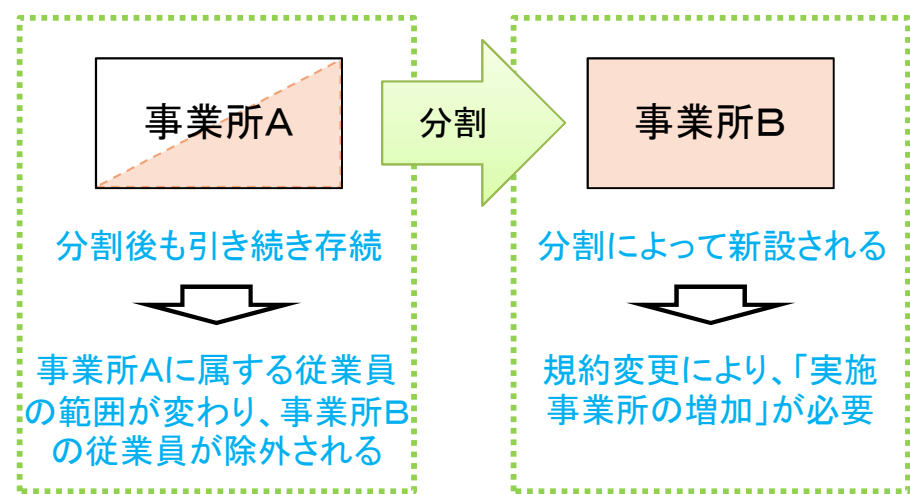 事業所A
分割
事業所B
分割後も引き続き存続
分割によって新設される
事業所Aに属する従業員
の範囲が変わり、事業所B
の従業員が除外される
規約変更により、「実施
事業所の増加」が必要